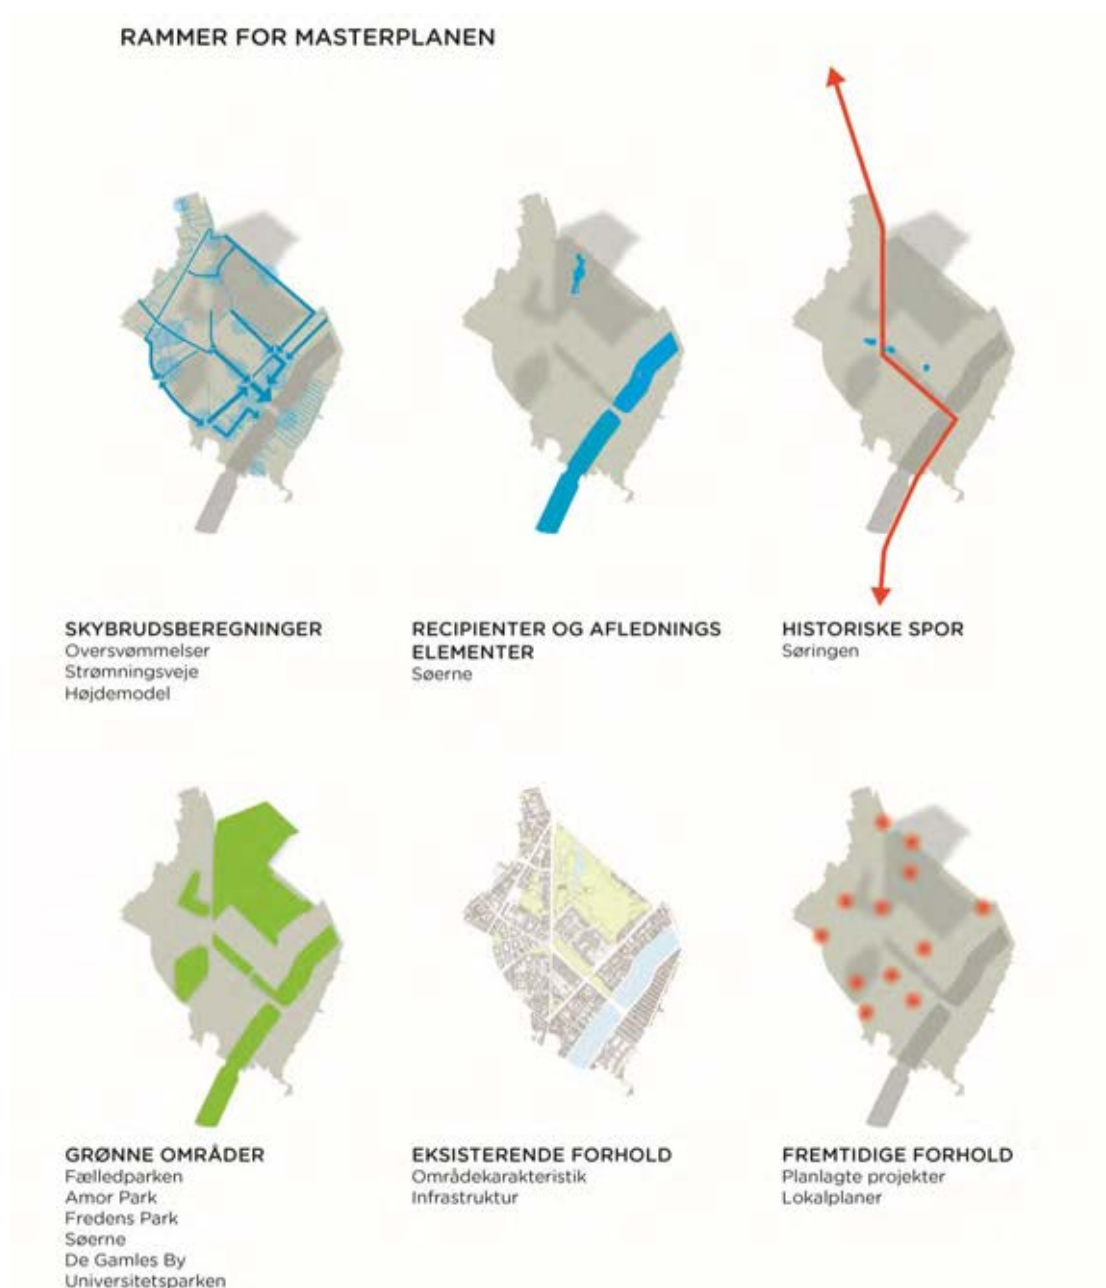 RAMMER FOR MASTERPLANEN
SKYBRUDSBEREGNINGER
Oversvømmelser
Strømningsveje
Højdemodel
RECIPIENTER OG AFLEDNINGS
ELEMENTER
Søerne
HISTORISKE SPOR
Søringen
GRØNNE OMRÅDER
Fælledparken
Amor Park
Fredens Park
Søerne
De Gamles By
Universitetsparken
EKSISTERENDE FORHOLD
Områdekarakteristik
Infrastruktur
FREMTIDIGE FORHOLD
Planlagte projekter
Lokalplaner